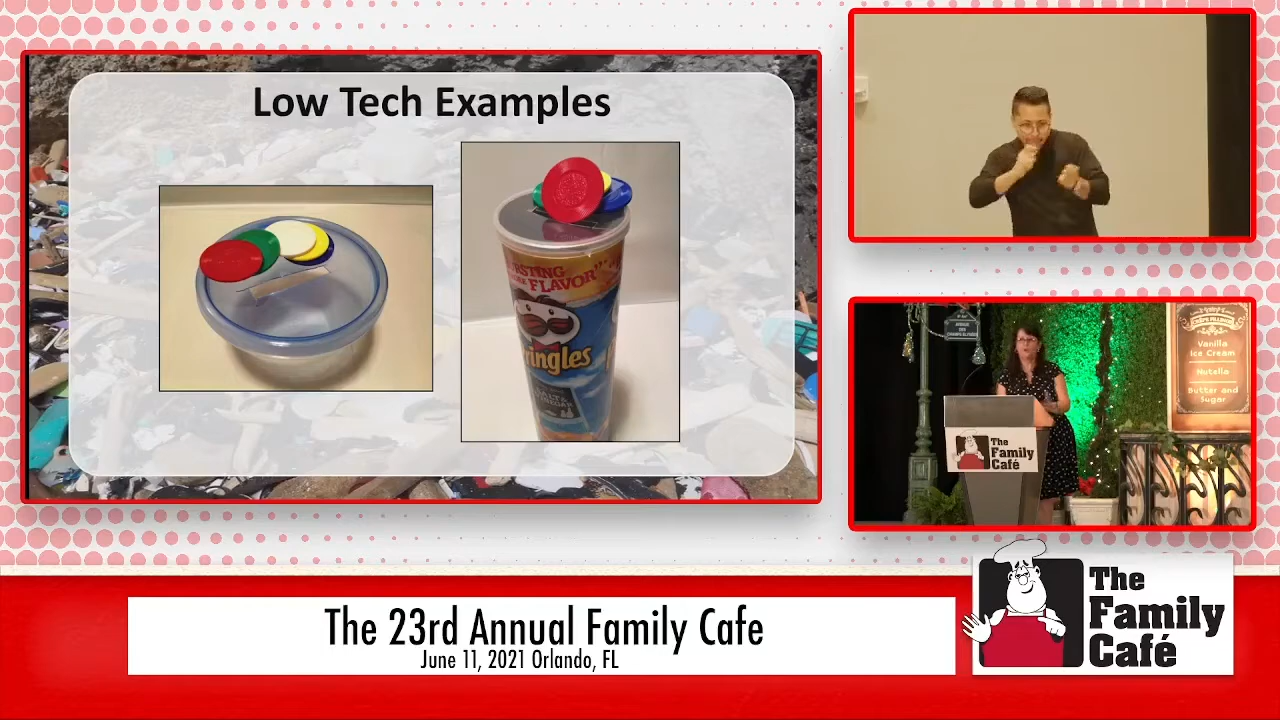 Low Tech Examples
RSTING
FLAVOR
ringles
The 23rd Annual Family Cafe
June 11, 2021 Orlando, FL
Vanilla
Ice Cream
Nutella
Butter and
Sugar
The
Family
Café
The
Family
Café